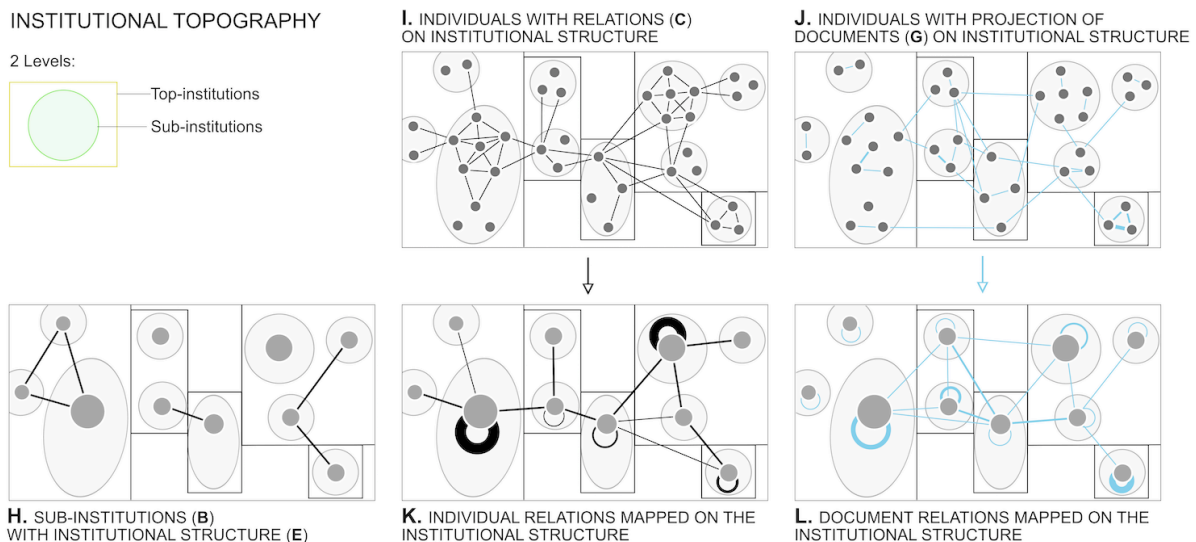 INSTITUTIONAL TOPOGRAPHY
2 Levels:
Top-institutions
Sub-institutions
I. INDIVIDUALS WITH RELATIONS (C)
ON INSTITUTIONAL STRUCTURE
J. INDIVIDUALS WITH PROJECTION OF
DOCUMENTS (G) ON INSTITUTIONAL STRUCTURE
H. SUB-INSTITUTIONS (B)
WITH INSTITUTIONAL STRUCTURE (E)
K. INDIVIDUAL RELATIONS MAPPED ON THE
INSTITUTIONAL STRUCTURE
L. DOCUMENT RELATIONS MAPPED ON THE
INSTITUTIONAL STRUCTURE